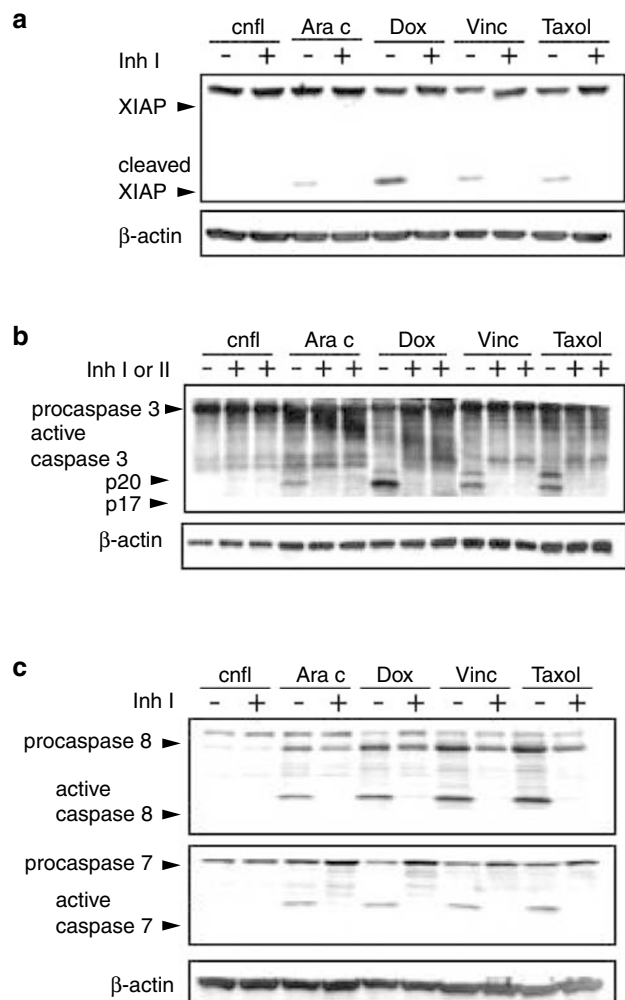 a
cnfl Ara c Dox Vinc Taxol
Inh I - + - + - + - + - +
XIAP
cleaved
XIAP
β-actin
b
cnfl Ara c Dox Vinc Taxol
Inh I or II - + + - + + - + + - + + - + +
procaspase 3
active
caspase 3
p20
p17
β-actin
c
cnfl Ara c Dox Vinc Taxol
Inh I - + - + - + - + - +
procaspase 8
active
caspase 8
procaspase 7
active
caspase 7
β-actin